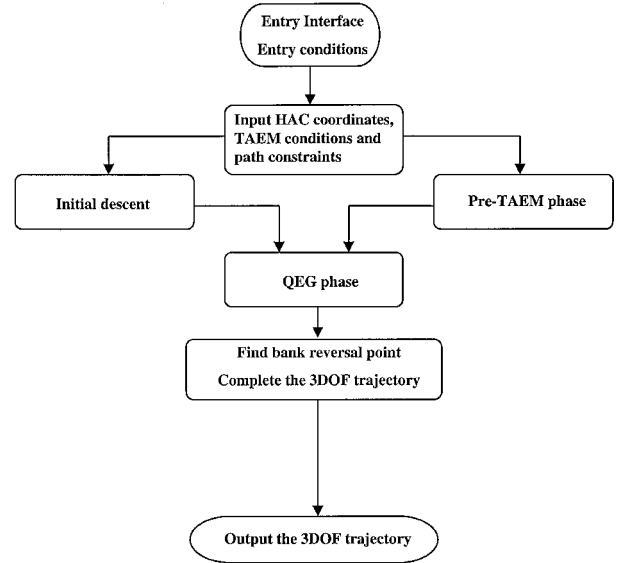 Entry Interface
Entry conditions
Input HAC coordinates,
TAEM conditions and
path constraints
Initial descent
Pre-TAEM phase
QEG phase
Find bank reversal point
Complete the 3DOF trajectory
Output the 3DOF trajectory